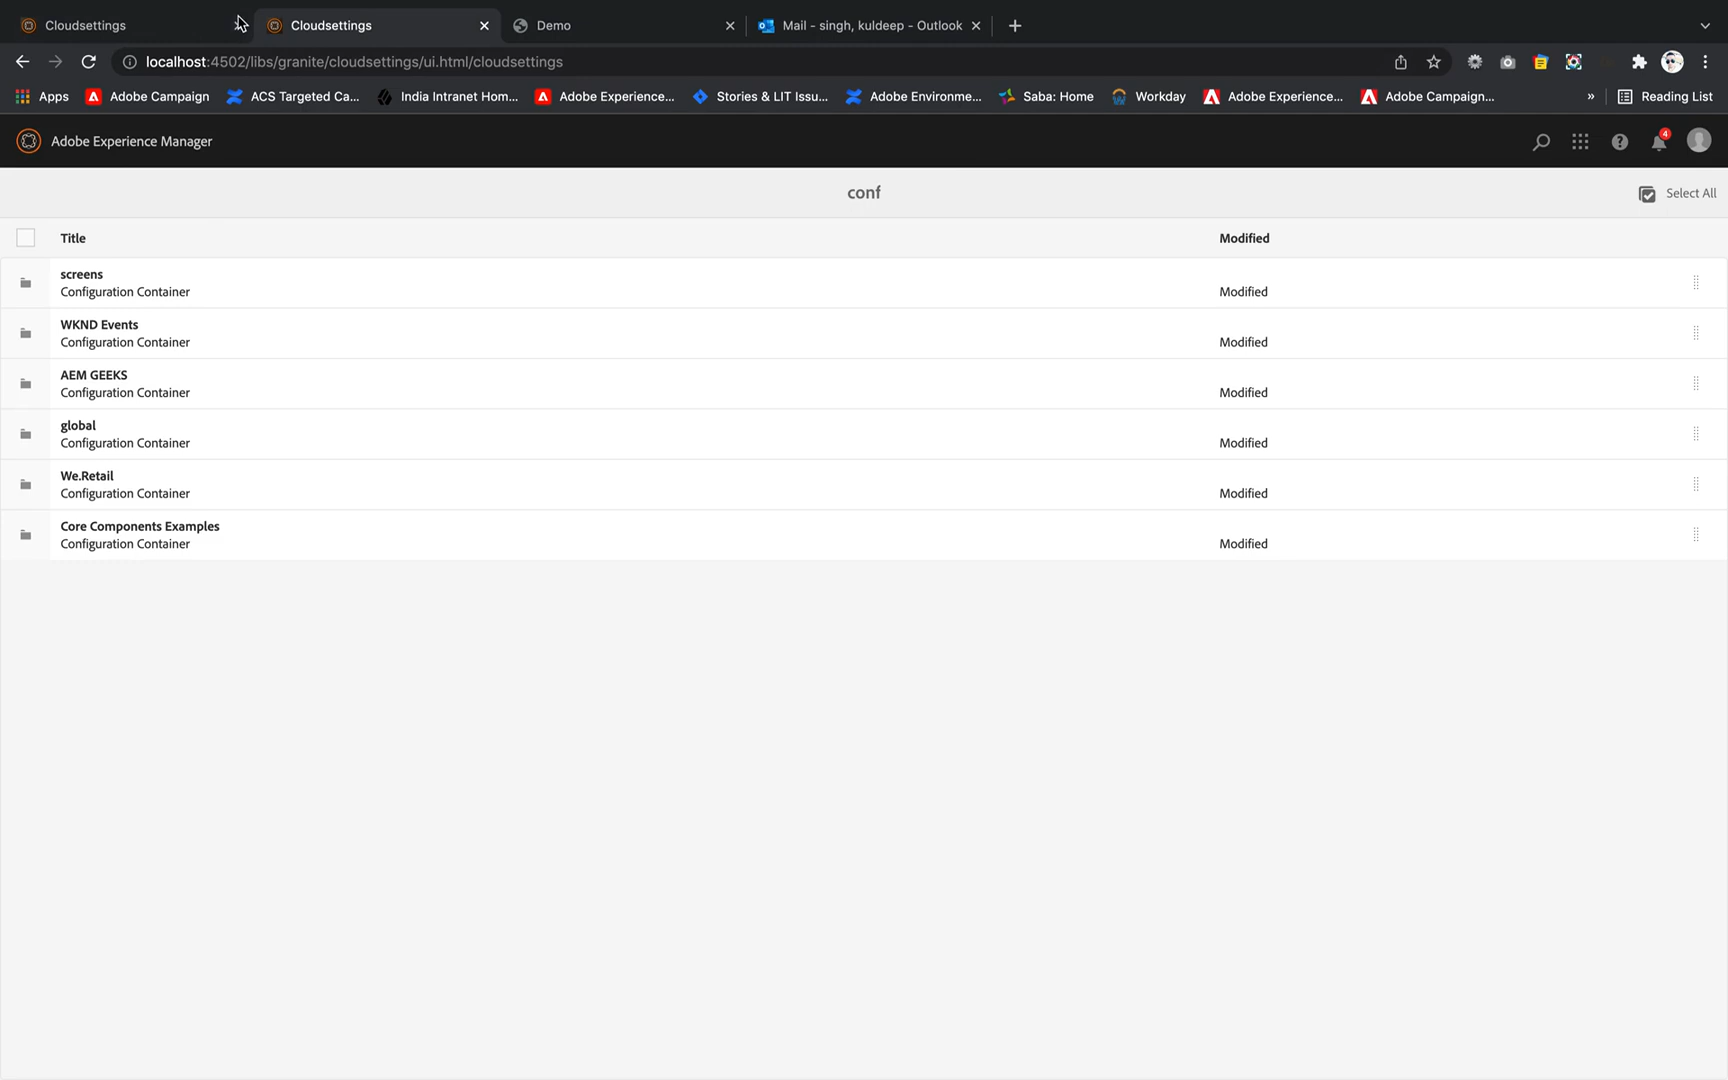 Cloudsettings Cloudsettings Demo Mail - singh, kuldeep - Outlook
localhost:4502/libs/granite/cloudsettings/ui.html/cloudsettings
Apps Adobe Campaign ACS Targeted Ca... India Intranet Hom... Adobe Experience... Stories & LIT Issu... Adobe Environme... Saba: Home Workday Adobe Experience... Adobe Campaign... » Reading List
Adobe Experience Manager 4
conf Select All
Title Modified
screens
Configuration Container Modified
WKND Events
Configuration Container Modified
AEM GEEKS
Configuration Container Modified
global
Configuration Container Modified
We.Retail
Configuration Container Modified
Core Components Examples
Configuration Container Modified